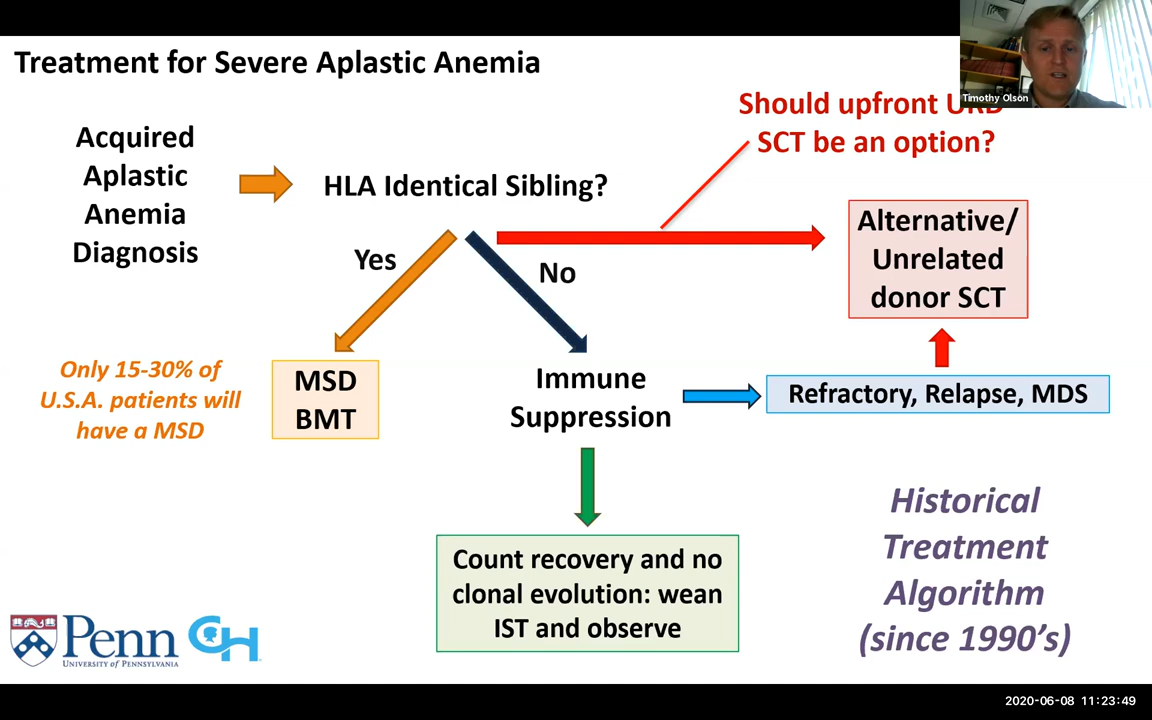 Treatment for Severe Aplastic Anemia
Timothy Olson
Should upfront URD
SCT be an option?
Acquired
Aplastic
Anemia
Diagnosis
HLA Identical Sibling?
Yes
No
Alternative/
Unrelated
donor SCT
Only 15-30% of
U.S.A. patients will
have a MSD
MSD
BMT
Immune
Suppression
Refractory, Relapse, MDS
Count recovery and no
clonal evolution: wean
IST and observe
Historical
Treatment
Algorithm
(since 1990’s)
Penn
UNIVERSITY OF PENNSYLVANIA
CH
2020-06-08 11:23:49